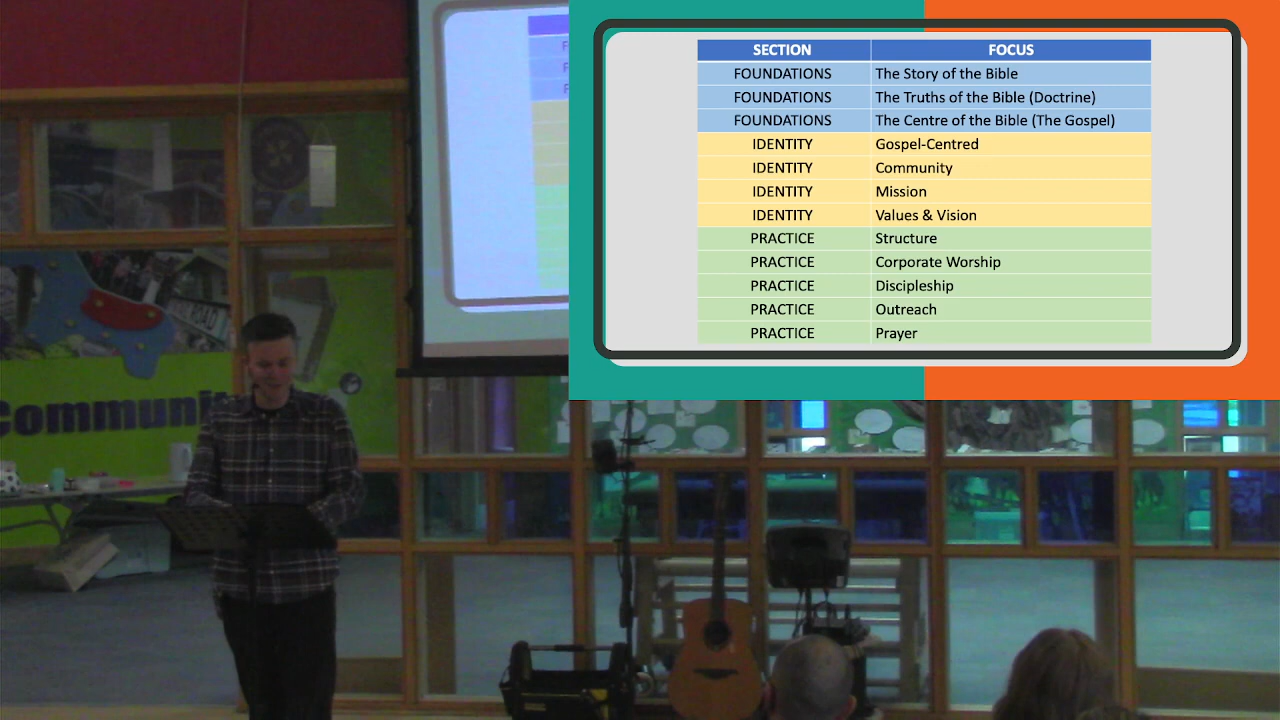 SECTION FOCUS
FOUNDATIONS The Story of the Bible
FOUNDATIONS The Truths of the Bible (Doctrine)
FOUNDATIONS The Centre of the Bible (The Gospel)
IDENTITY Gospel-Centred
IDENTITY Community
IDENTITY Mission
IDENTITY Values & Vision
PRACTICE Structure
PRACTICE Corporate Worship
PRACTICE Discipleship
PRACTICE Outreach
PRACTICE Prayer
ROAD
Communi